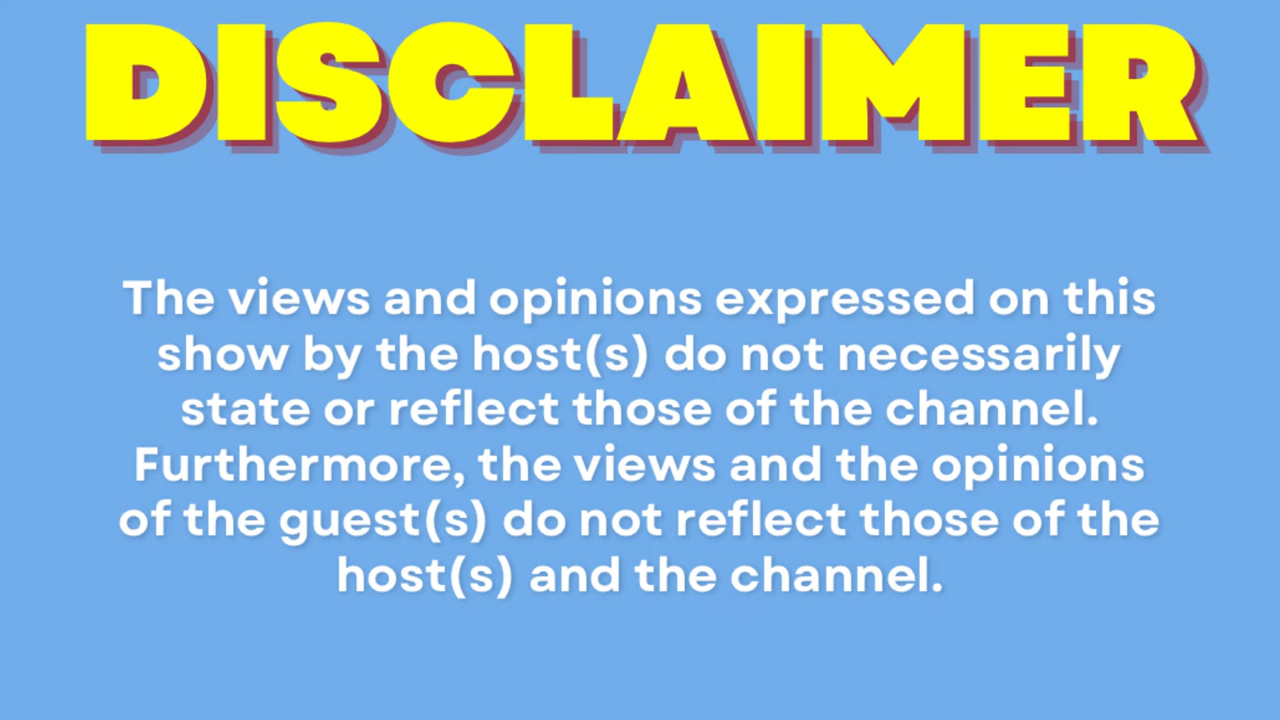 DISCLAIMER
The views and opinions expressed on this
show by the host(s) do not necessarily
state or reflect those of the channel.
Furthermore, the views and the opinions
of the guest(s) do not reflect those of the
host(s) and the channel.